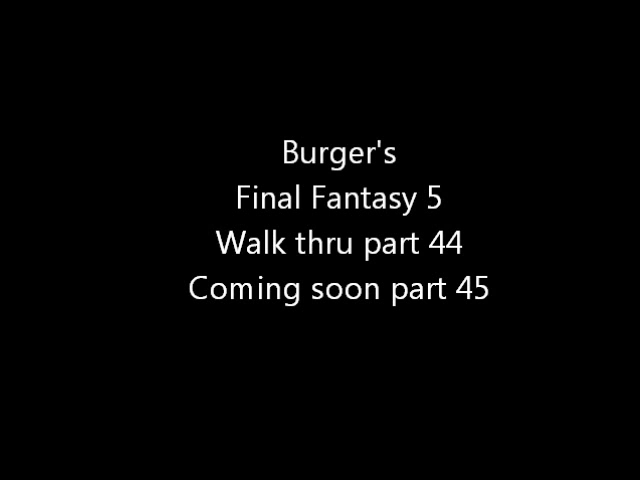 Burger's
Final Fantasy 5
Walk thru part 44
Coming soon part 45